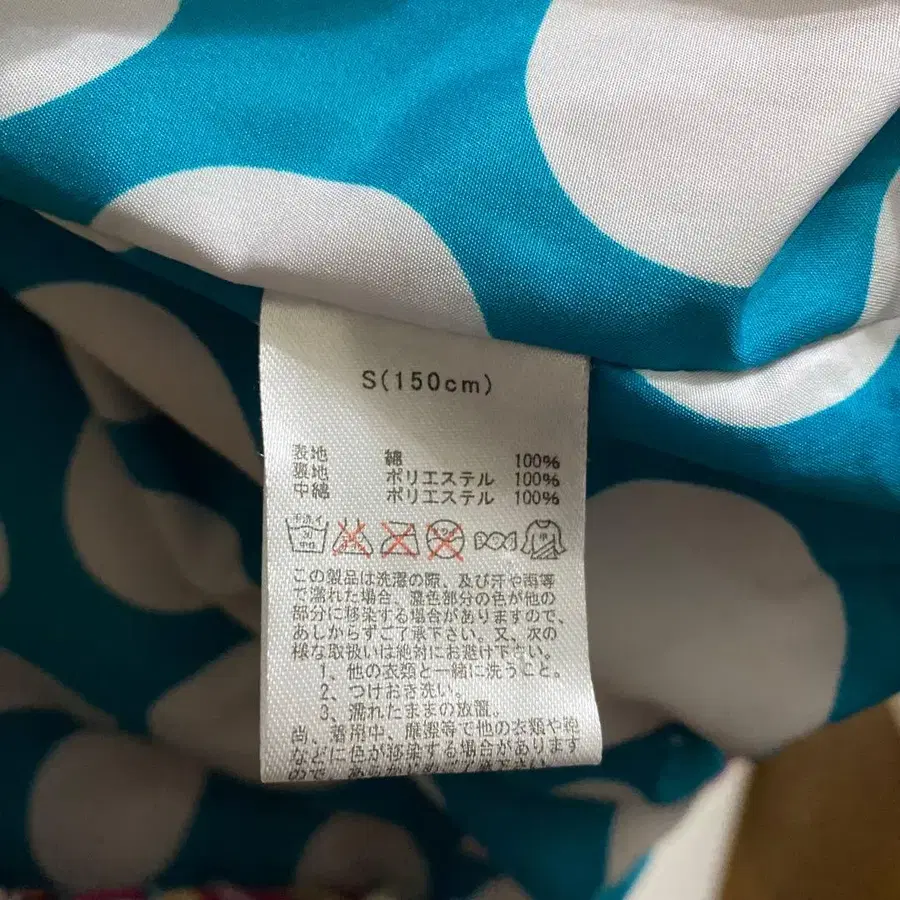 S(150cm)
表地 綿 100%
裏地 ポリエステル 100%
中綿 ポリエステル 100%
30
この製品は洗濯の際、及び汗や雨等
で濡れた場合、濃色部分の色が他の
部分に移染する場合がありますので、
あしからずご了承下さい。又、次の
様な取扱いは絶対にお避け下さい。
1、他の衣類と一緒に洗うこと。
2、つけおき洗い。
3、濡れたままの放置。
尚、着用中、摩擦等で他の衣類や鞄
などに色が移染する場合があります